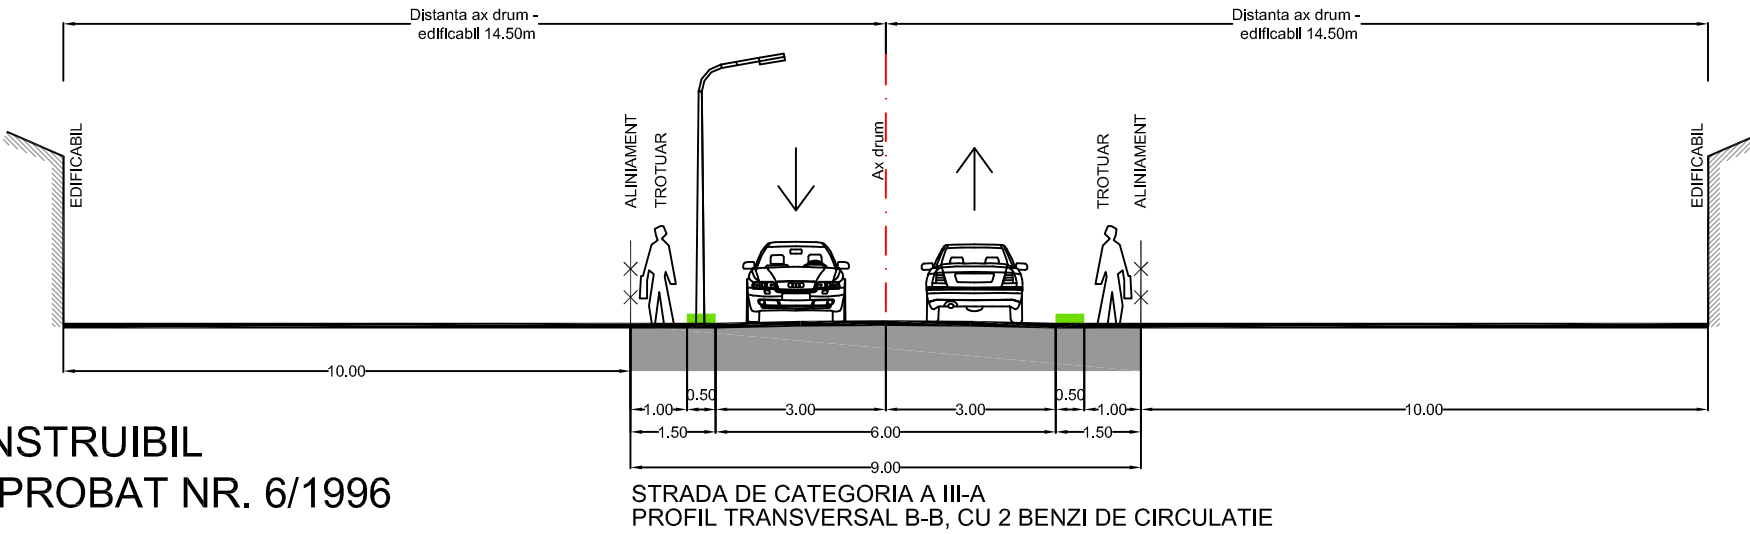 Distanta ax drum -
edificabil 14.50m
Distanta ax drum -
edificabil 14.50m
EDIFICABIL
ALINIAMENT
TROTUAR
Ax drum
TROTUAR
ALINIAMENT
EDIFICABIL
10.00
0.50
0.50
1.00
3.00
3.00
1.00
10.00
1.50
6.00
1.50
9.00
NSTRUIBIL
PROBAT NR. 6/1996
STRADA DE CATEGORIA A III-A
PROFIL TRANSVERSAL B-B, CU 2 BENZI DE CIRCULATIE